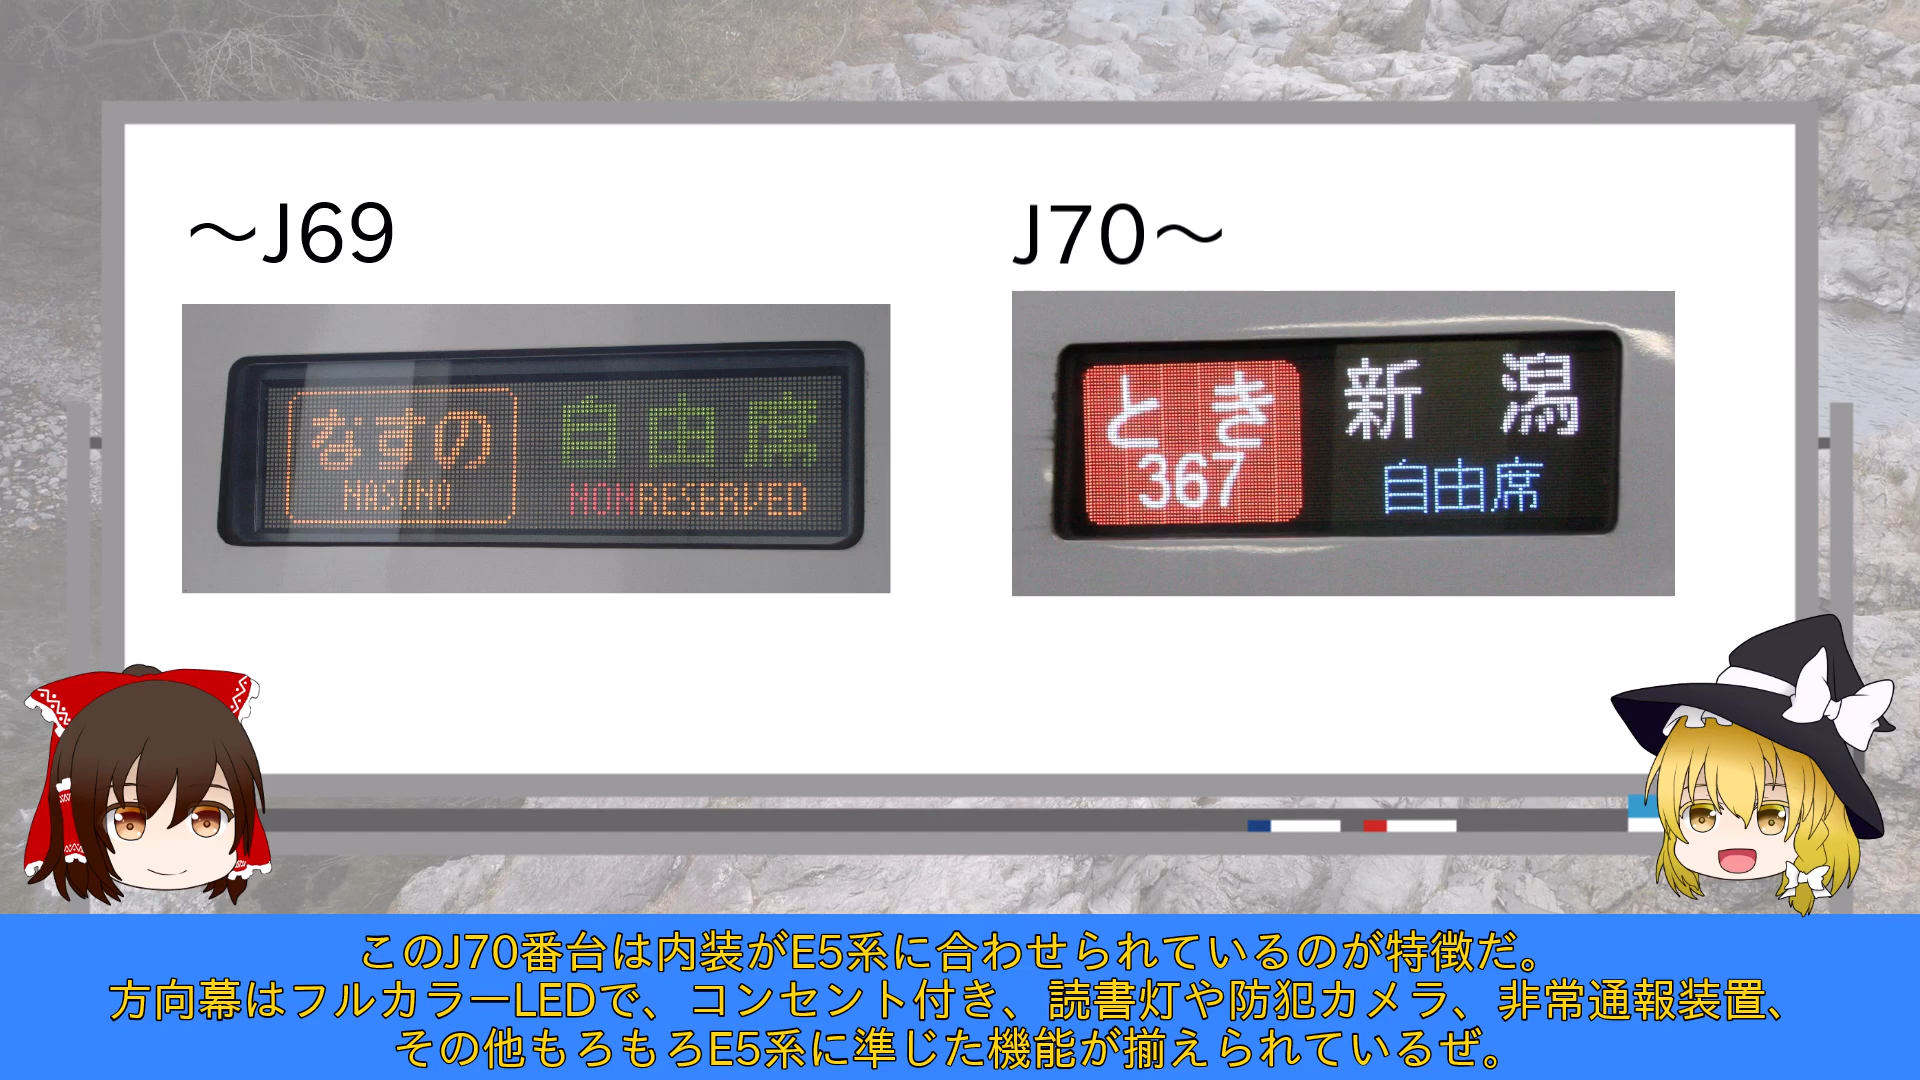 ～J69
J70～
なすの 自由席
NASUNO NONRESERVED
とき 新潟
367 自由席
このJ70番台は内装がE5系に合わせられているのが特徴だ。
方向幕はフルカラーLEDで、コンセント付き、読書灯や防犯カメラ、非常通報装置、
その他もろもろE5系に準じた機能が揃えられているぜ。